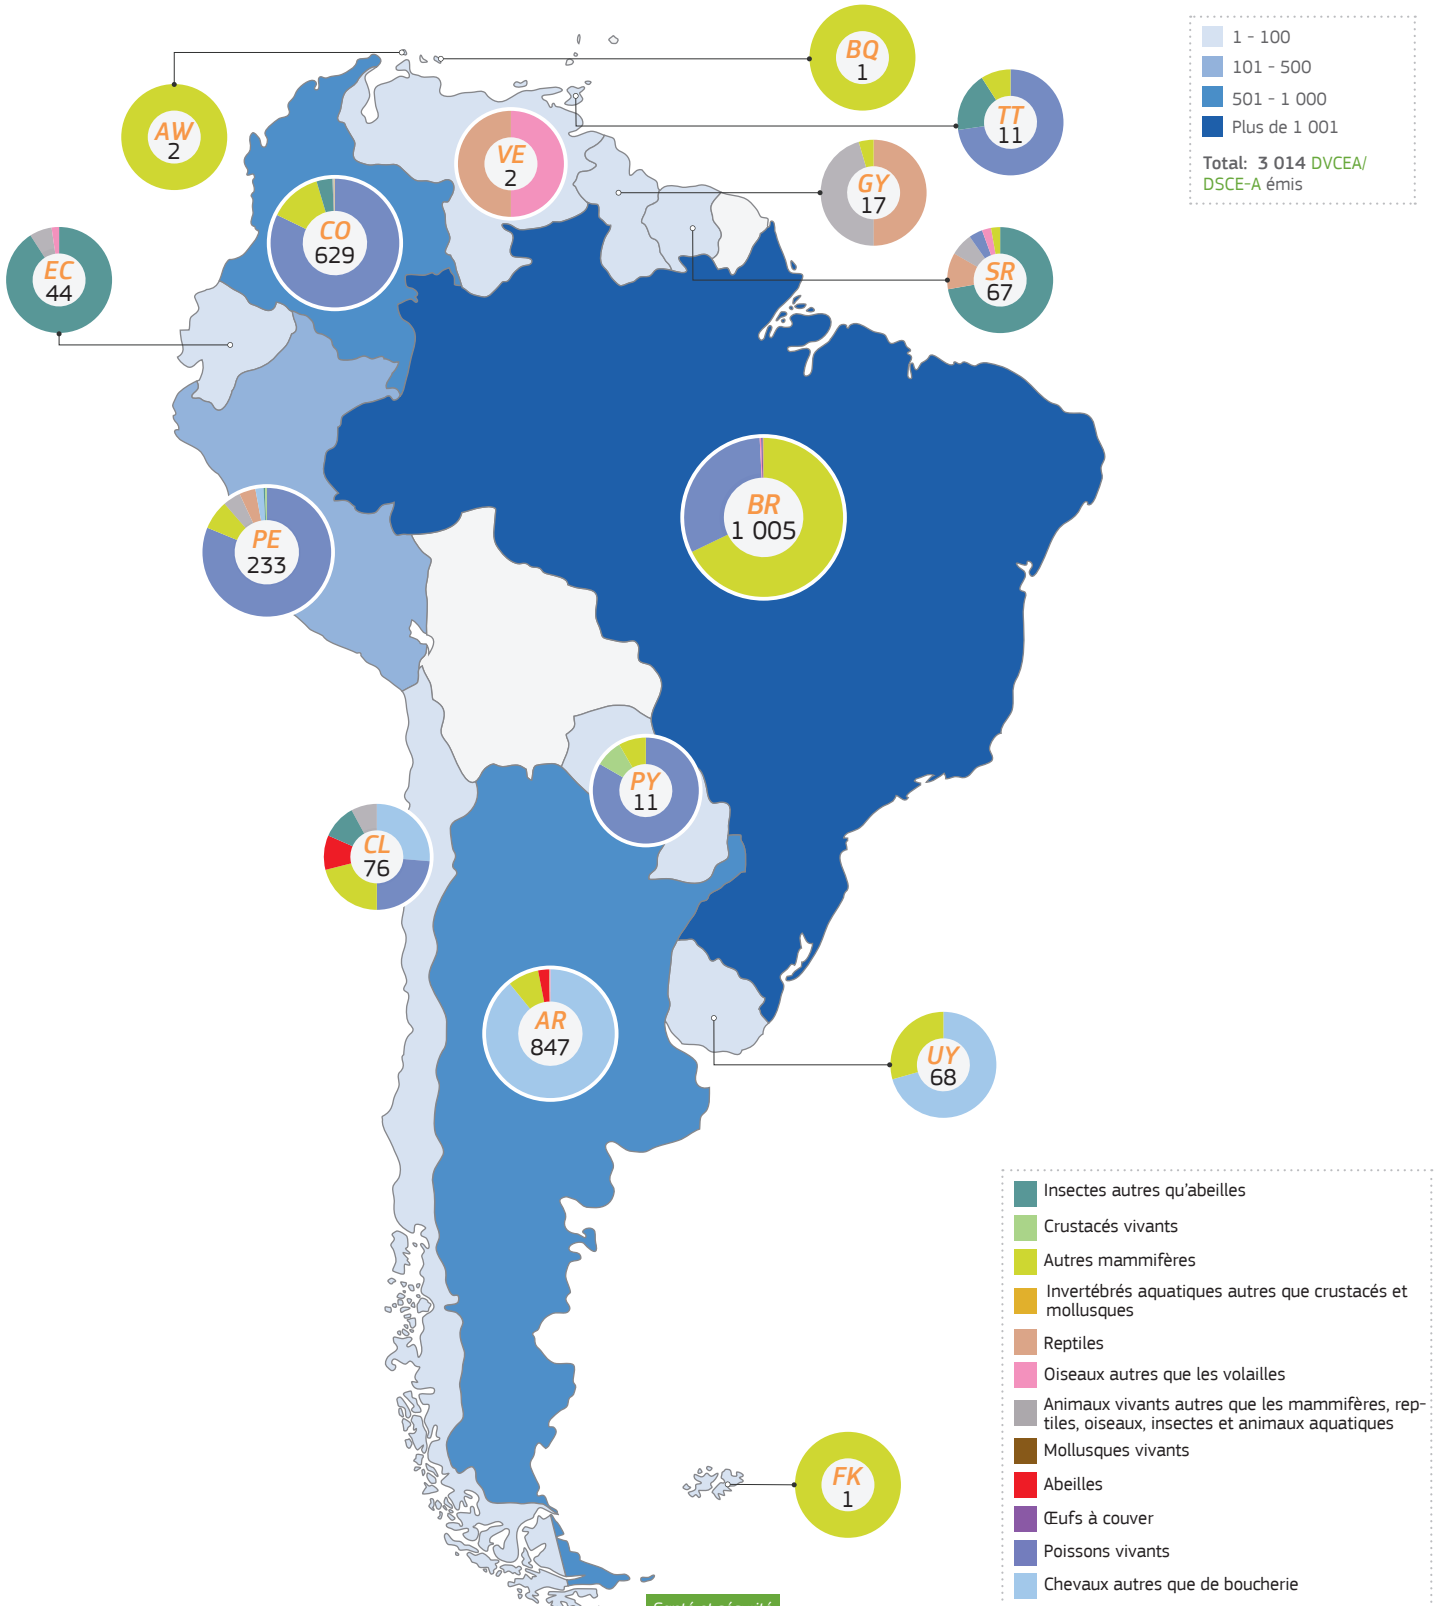 BQ
1
1 - 100
101 - 500
501 - 1 000
Plus de 1 001
Total: 3 014 DVCEA/
DSCE-A émis
AW
2
TT
11
VE
2
GY
17
CO
629
EC
44
SR
67
BR
1 005
PE
233
PY
11
CL
76
AR
847
UY
68
FK
1
Insectes autres qu'abeilles
Crustacés vivants
Autres mammifères
Invertébrés aquatiques autres que crustacés et
mollusques
Reptiles
Oiseaux autres que les volailles
Animaux vivants autres que les mammifères, rep-
tiles, oiseaux, insectes et animaux aquatiques
Mollusques vivants
Abeilles
Œufs à couver
Poissons vivants
Chevaux autres que de boucherie